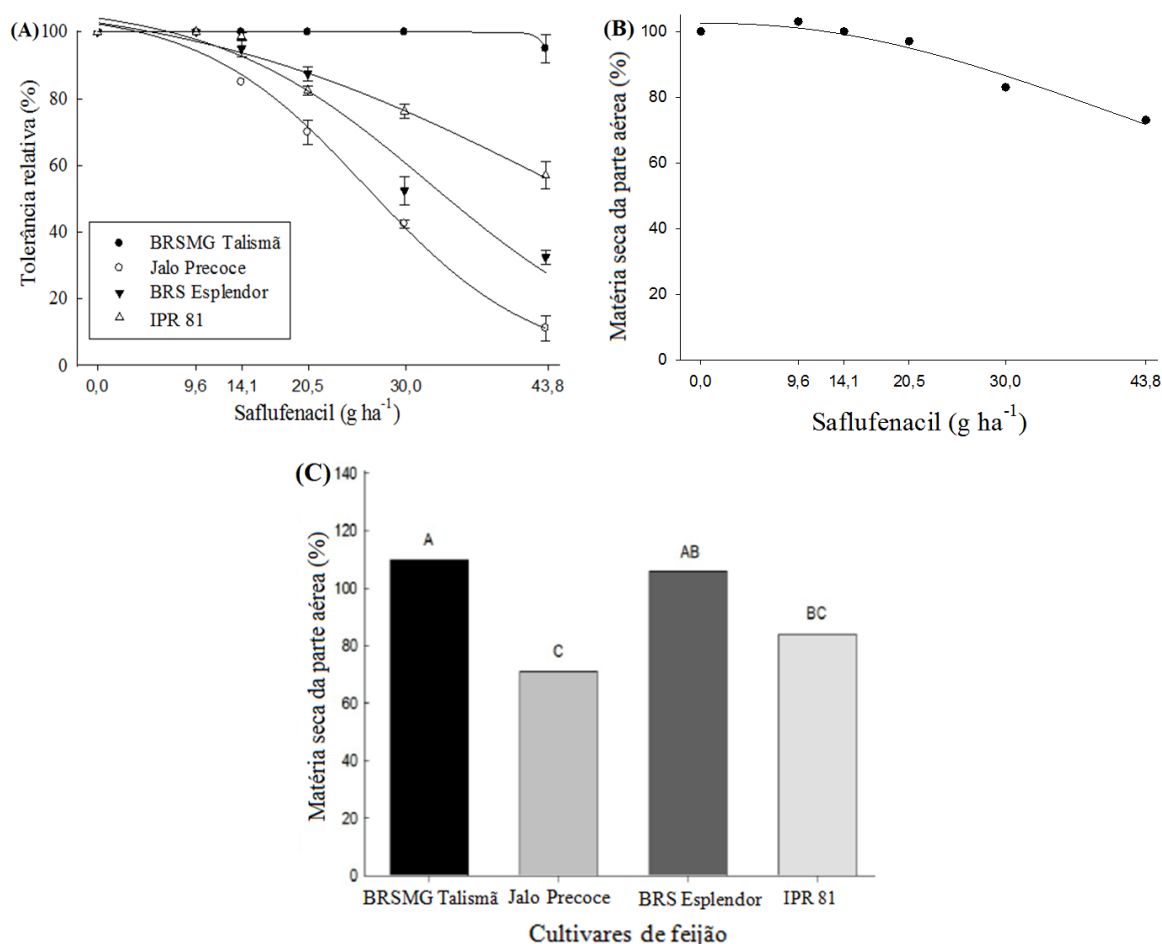 (A)
Tolerância relativa (%)
100
80
60
40
20
0
BRSMG Talismã
Jalo Precoce
BRS Esplendor
IPR 81
0,0 9,6 14,1 20,5 30,0 43,8
Saflufenacil (g ha⁻¹)
(B)
Matéria seca da parte aérea (%)
100
80
60
40
20
0
0,0 9,6 14,1 20,5 30,0 43,8
Saflufenacil (g ha⁻¹)
(C)
Matéria seca da parte aérea (%)
140
120
100
80
60
40
20
0
A
C
AB
BC
BRSMG Talismã Jalo Precoce BRS Esplendor IPR 81
Cultivares de feijão